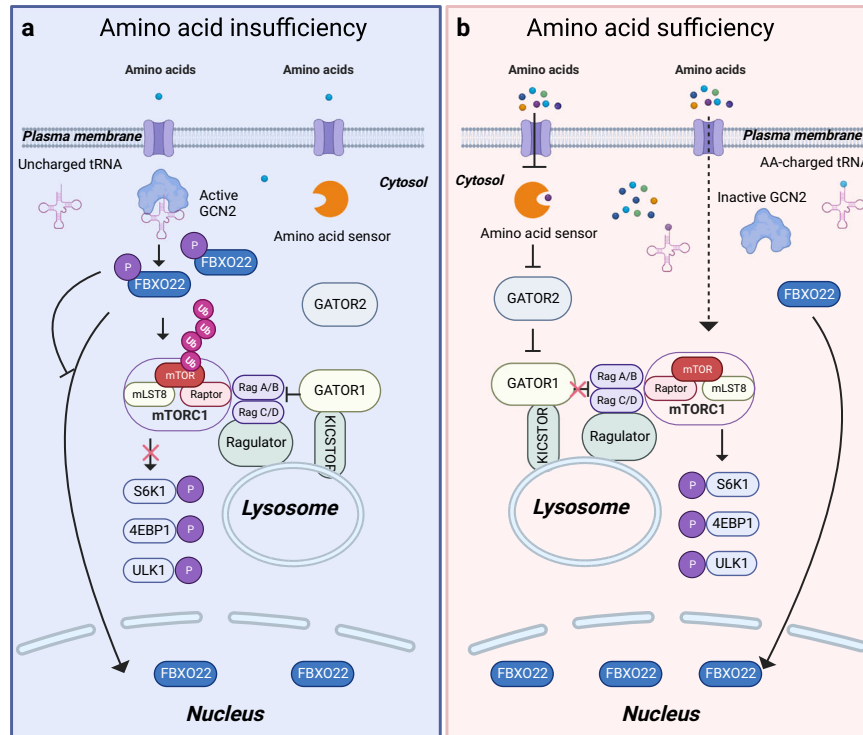 a Amino acid insufficiency
Amino acids Amino acids
Plasma membrane
Uncharged tRNA
Active
GCN2
Cytosol
Amino acid sensor
P
FBXO22
P
FBXO22
GATOR2
Ub
Ub
Ub
Ub
mTOR
mLST8 Raptor
mTORC1
Rag A/B
Rag C/D
Ragulator
GATOR1
KICSTOR
S6K1 P
4EBP1 P
ULK1 P
Lysosome
FBXO22 FBXO22
Nucleus
b Amino acid sufficiency
Amino acids Amino acids
Plasma membrane
AA-charged tRNA
Cytosol
Inactive GCN2
Amino acid sensor
GATOR2
FBXO22
GATOR1
KICSTOR
Rag A/B
Rag C/D
Ragulator
mTOR
Raptor mLST8
mTORC1
P S6K1
P 4EBP1
P ULK1
Lysosome
FBXO22 FBXO22 FBXO22
Nucleus